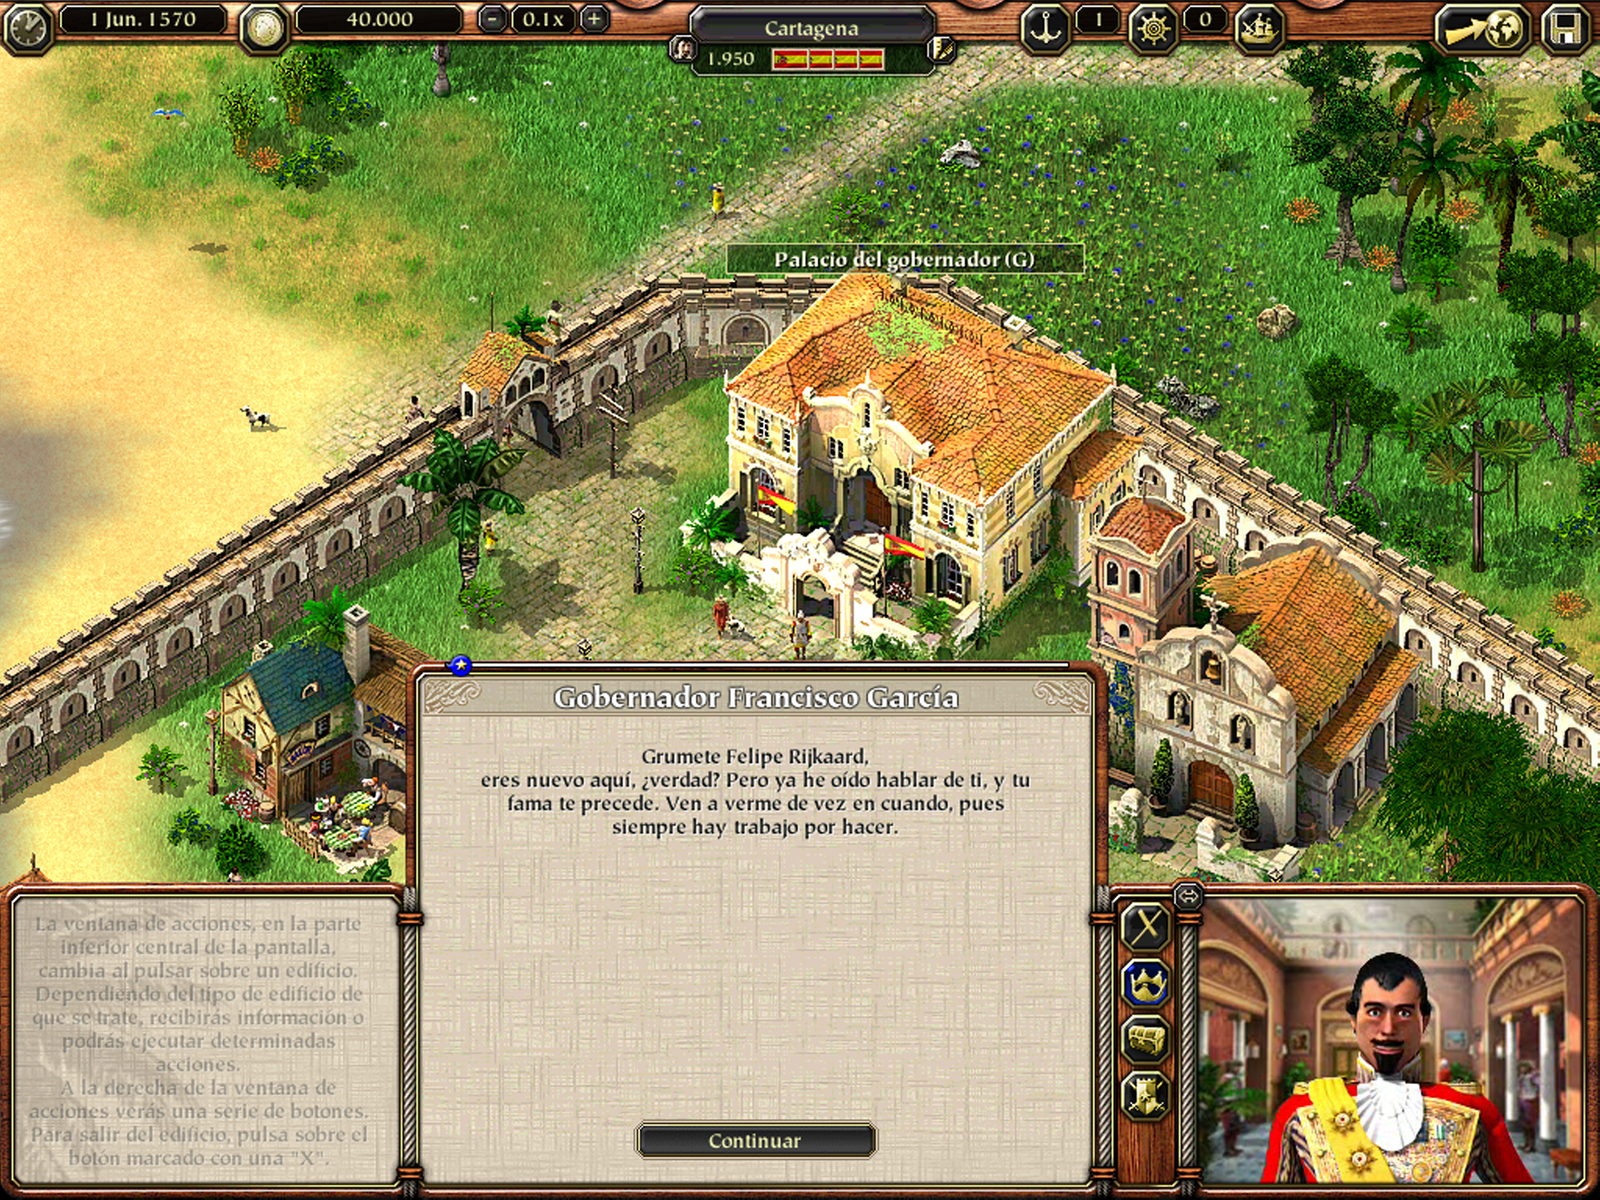 1 Jun. 1570
40.000
- 0.1x +
Cartagena
1.950
1
0
Palacio del gobernador (G)
Gobernador Francisco García
Grumete Felipe Rijkaard,
eres nuevo aquí, ¿verdad? Pero ya he oído hablar de ti, y tu
fama te precede. Ven a verme de vez en cuando, pues
siempre hay trabajo por hacer.
Continuar
La ventana de acciones, en la parte
inferior central de la pantalla,
cambia al pulsar sobre un edificio.
Dependiendo del tipo de edificio de
que se trate, recibirás información o
podrás ejecutar determinadas
acciones.
A la derecha de la ventana de
acciones verás una serie de botones.
Para salir del edificio, pulsa sobre el
botón marcado con una "X".